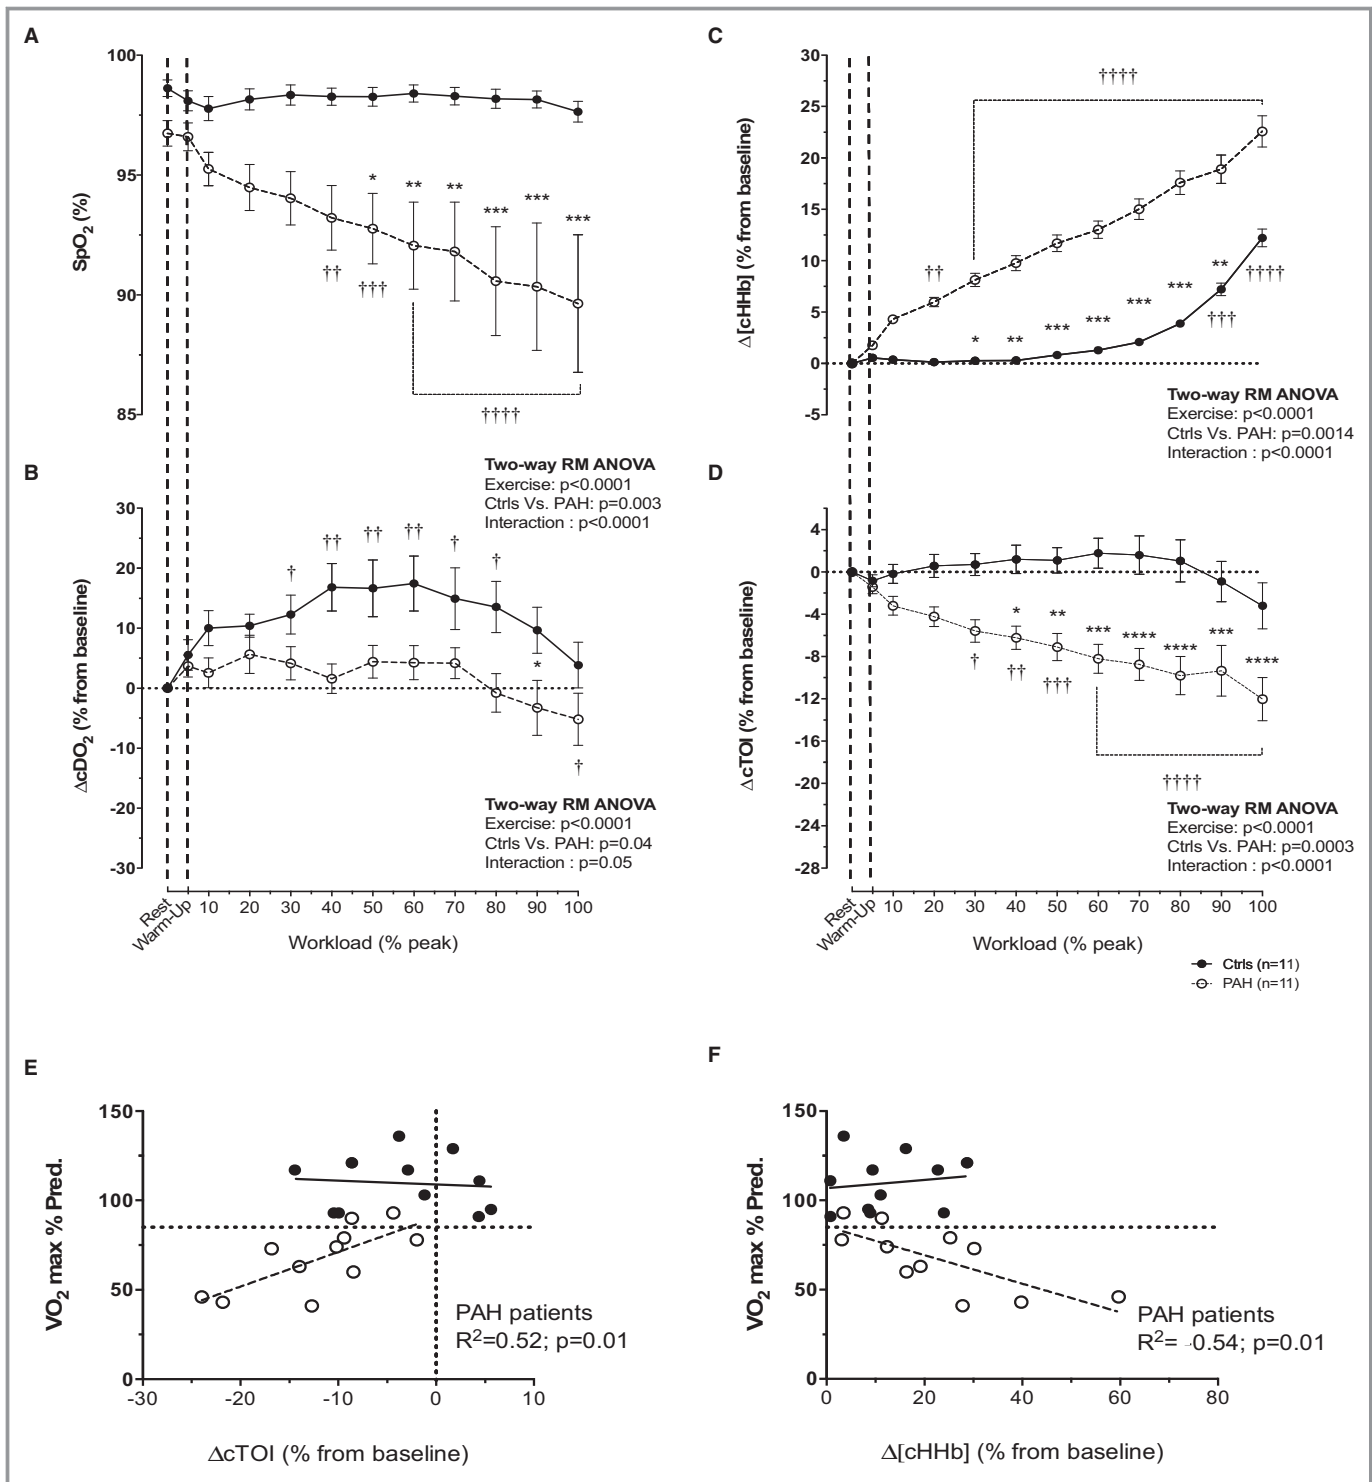 A
100
95
90
85
SpO2 (%)
*
**
**
***
***
††
†††
††††
Two-way RM ANOVA
Exercise: p<0.0001
Ctrls Vs. PAH: p=0.003
Interaction : p<0.0001
B
30
20
10
0
-10
-20
-30
ΔcDO2 (% from baseline)
†
††
††
††
†
†
*
†
Two-way RM ANOVA
Exercise: p<0.0001
Ctrls Vs. PAH: p=0.04
Interaction : p=0.05
Rest
Warm-Up
10 20 30 40 50 60 70 80 90 100
Workload (% peak)
C
30
25
20
15
10
5
0
-5
Δ[cHHb] (% from baseline)
††††
††
*
**
***
***
***
***
**
†††
††††
Two-way RM ANOVA
Exercise: p<0.0001
Ctrls Vs. PAH: p=0.0014
Interaction : p<0.0001
D
4
0
-4
-8
-12
-16
-20
-24
-28
ΔcTOI (% from baseline)
*
**
***
****
****
***
****
†
††
†††
††††
Two-way RM ANOVA
Exercise: p<0.0001
Ctrls Vs. PAH: p=0.0003
Interaction : p<0.0001
Rest
Warm-Up
10 20 30 40 50 60 70 80 90 100
Workload (% peak)
Ctrls (n=11)
PAH (n=11)
E
150
100
50
0
VO2 max % Pred.
PAH patients
R2=0.52; p=0.01
-30 -20 -10 0 10
ΔcTOI (% from baseline)
F
150
100
50
0
VO2 max % Pred.
PAH patients
R2= -0.54; p=0.01
0 20 40 60 80
Δ[cHHb] (% from baseline)